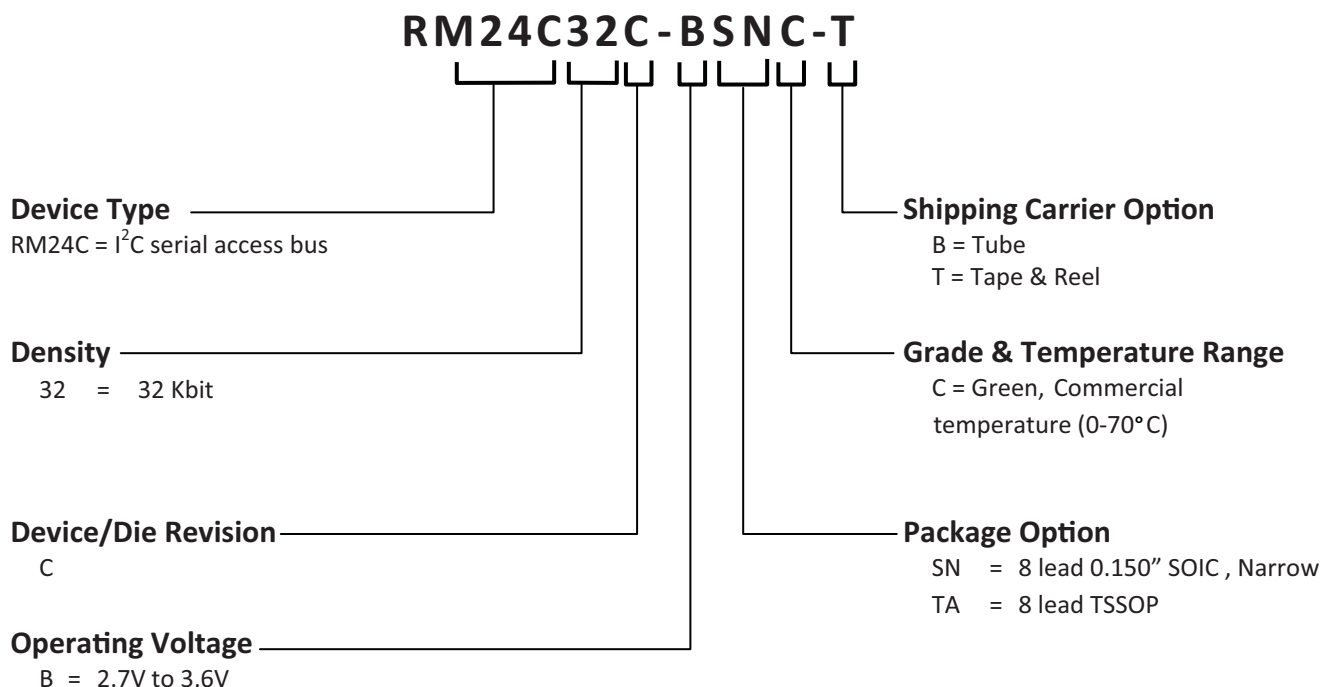 RM24C32C-BSNC-T
Device Type
RM24C = I²C serial access bus
Density
32 = 32 Kbit
Device/Die Revision
C
Operating Voltage
B = 2.7V to 3.6V
Shipping Carrier Option
B = Tube
T = Tape & Reel
Grade & Temperature Range
C = Green, Commercial
temperature (0-70°C)
Package Option
SN = 8 lead 0.150” SOIC , Narrow
TA = 8 lead TSSOP